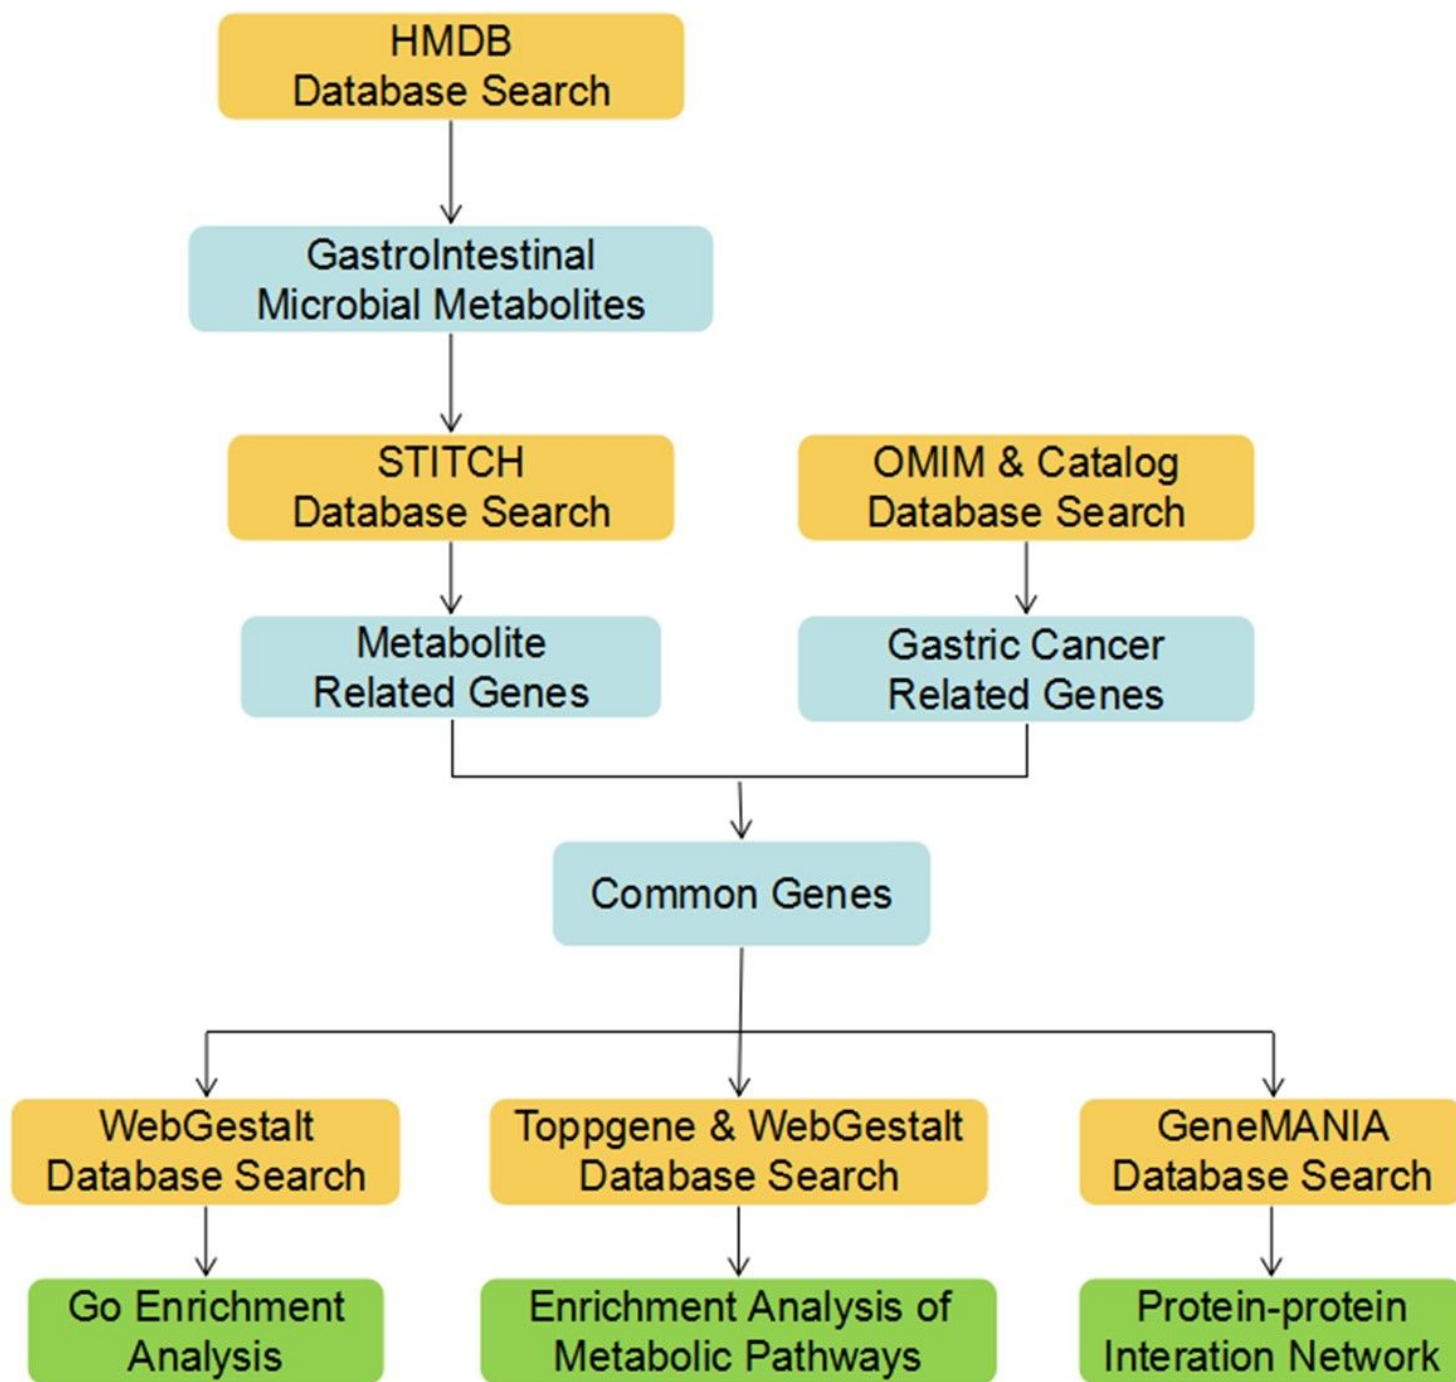 HMDB
Database Search
GastroIntestinal
Microbial Metabolites
STITCH
Database Search
OMIM & Catalog
Database Search
Metabolite
Related Genes
Gastric Cancer
Related Genes
Common Genes
WebGestalt
Database Search
Toppgene & WebGestalt
Database Search
GeneMANIA
Database Search
Go Enrichment
Analysis
Enrichment Analysis of
Metabolic Pathways
Protein-protein
Interation Network